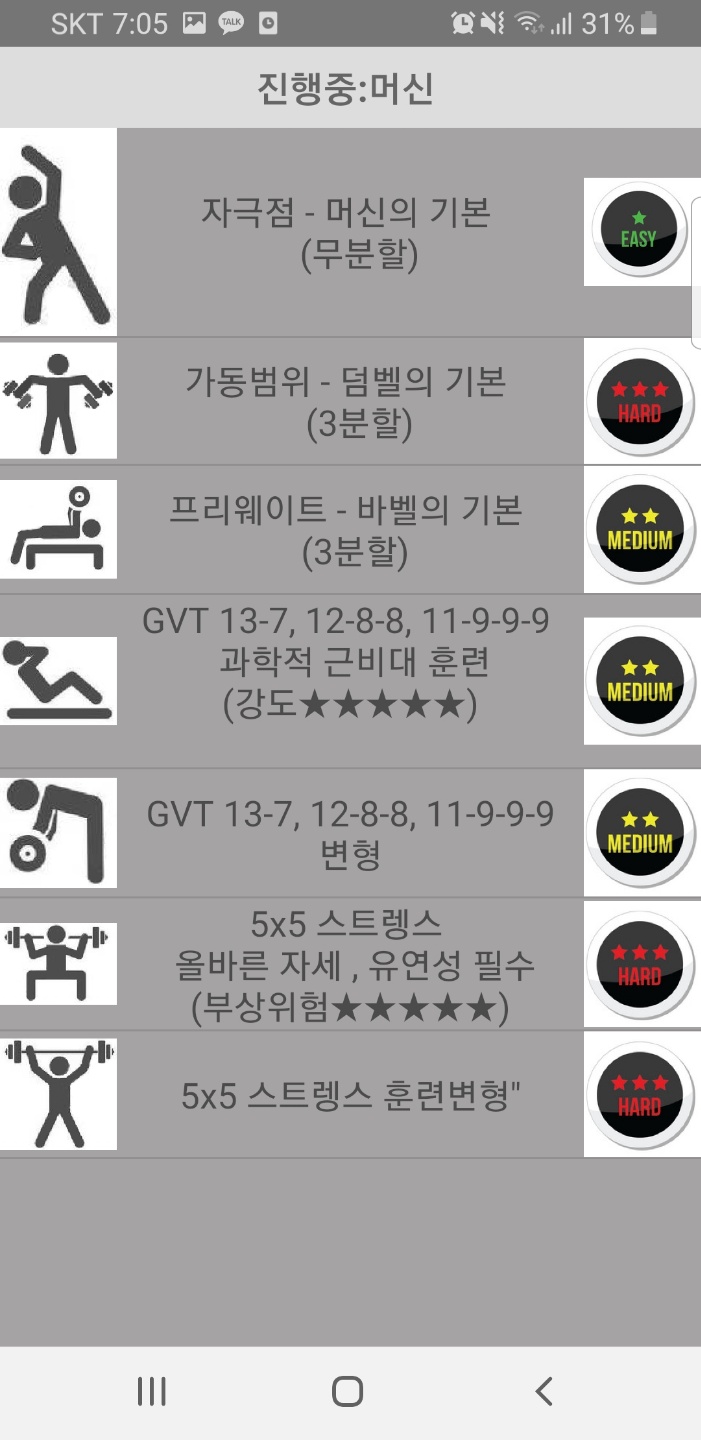 SKT 7:05 TALK 31%
진행중:머신
자극점 - 머신의 기본
(무분할)
EASY
가동범위 - 덤벨의 기본
(3분할)
HARD
프리웨이트 - 바벨의 기본
(3분할)
MEDIUM
GVT 13-7, 12-8-8, 11-9-9-9
과학적 근비대 훈련
(강도★★★★★)
MEDIUM
GVT 13-7, 12-8-8, 11-9-9-9
변형
MEDIUM
5x5 스트렝스
올바른 자세 , 유연성 필수
(부상위험★★★★★)
HARD
5x5 스트렝스 훈련변형"
HARD